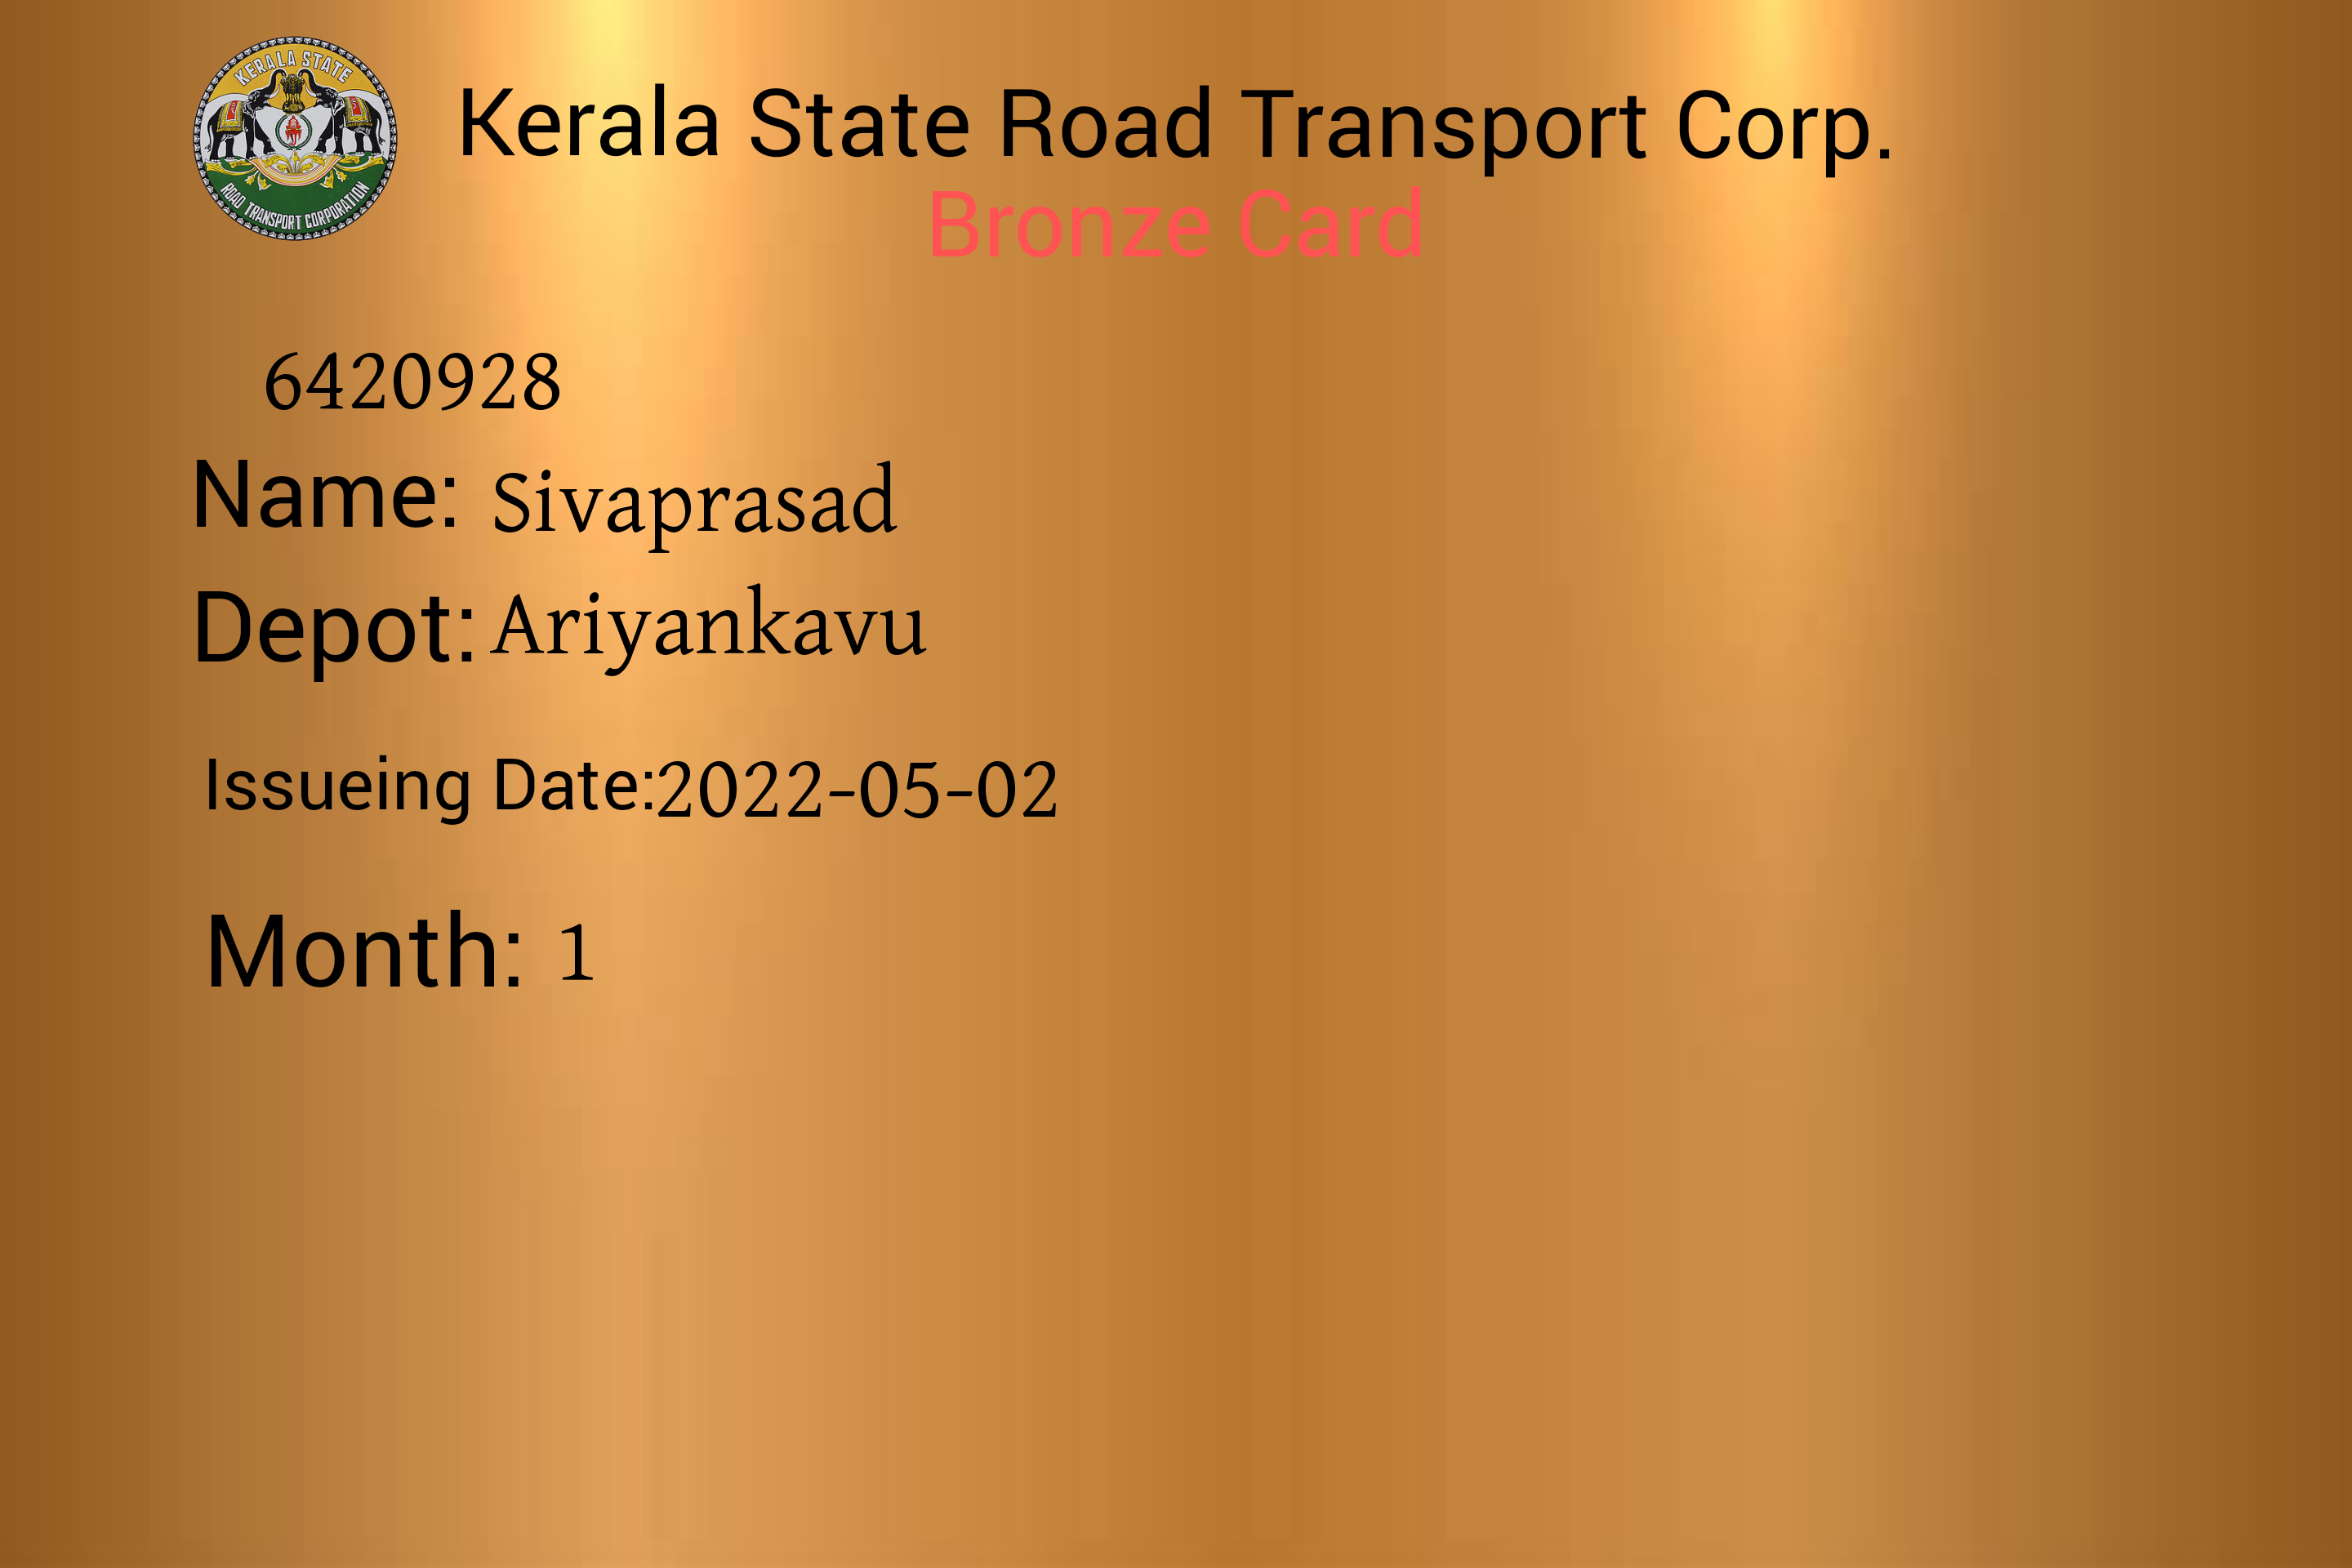 KERALA STATE
ROAD TRANSPORT CORPORATION
Kerala State Road Transport Corp.
Bronze Card
6420928
Name: Sivaprasad
Depot: Ariyankavu
Issueing Date:2022-05-02
Month: 1